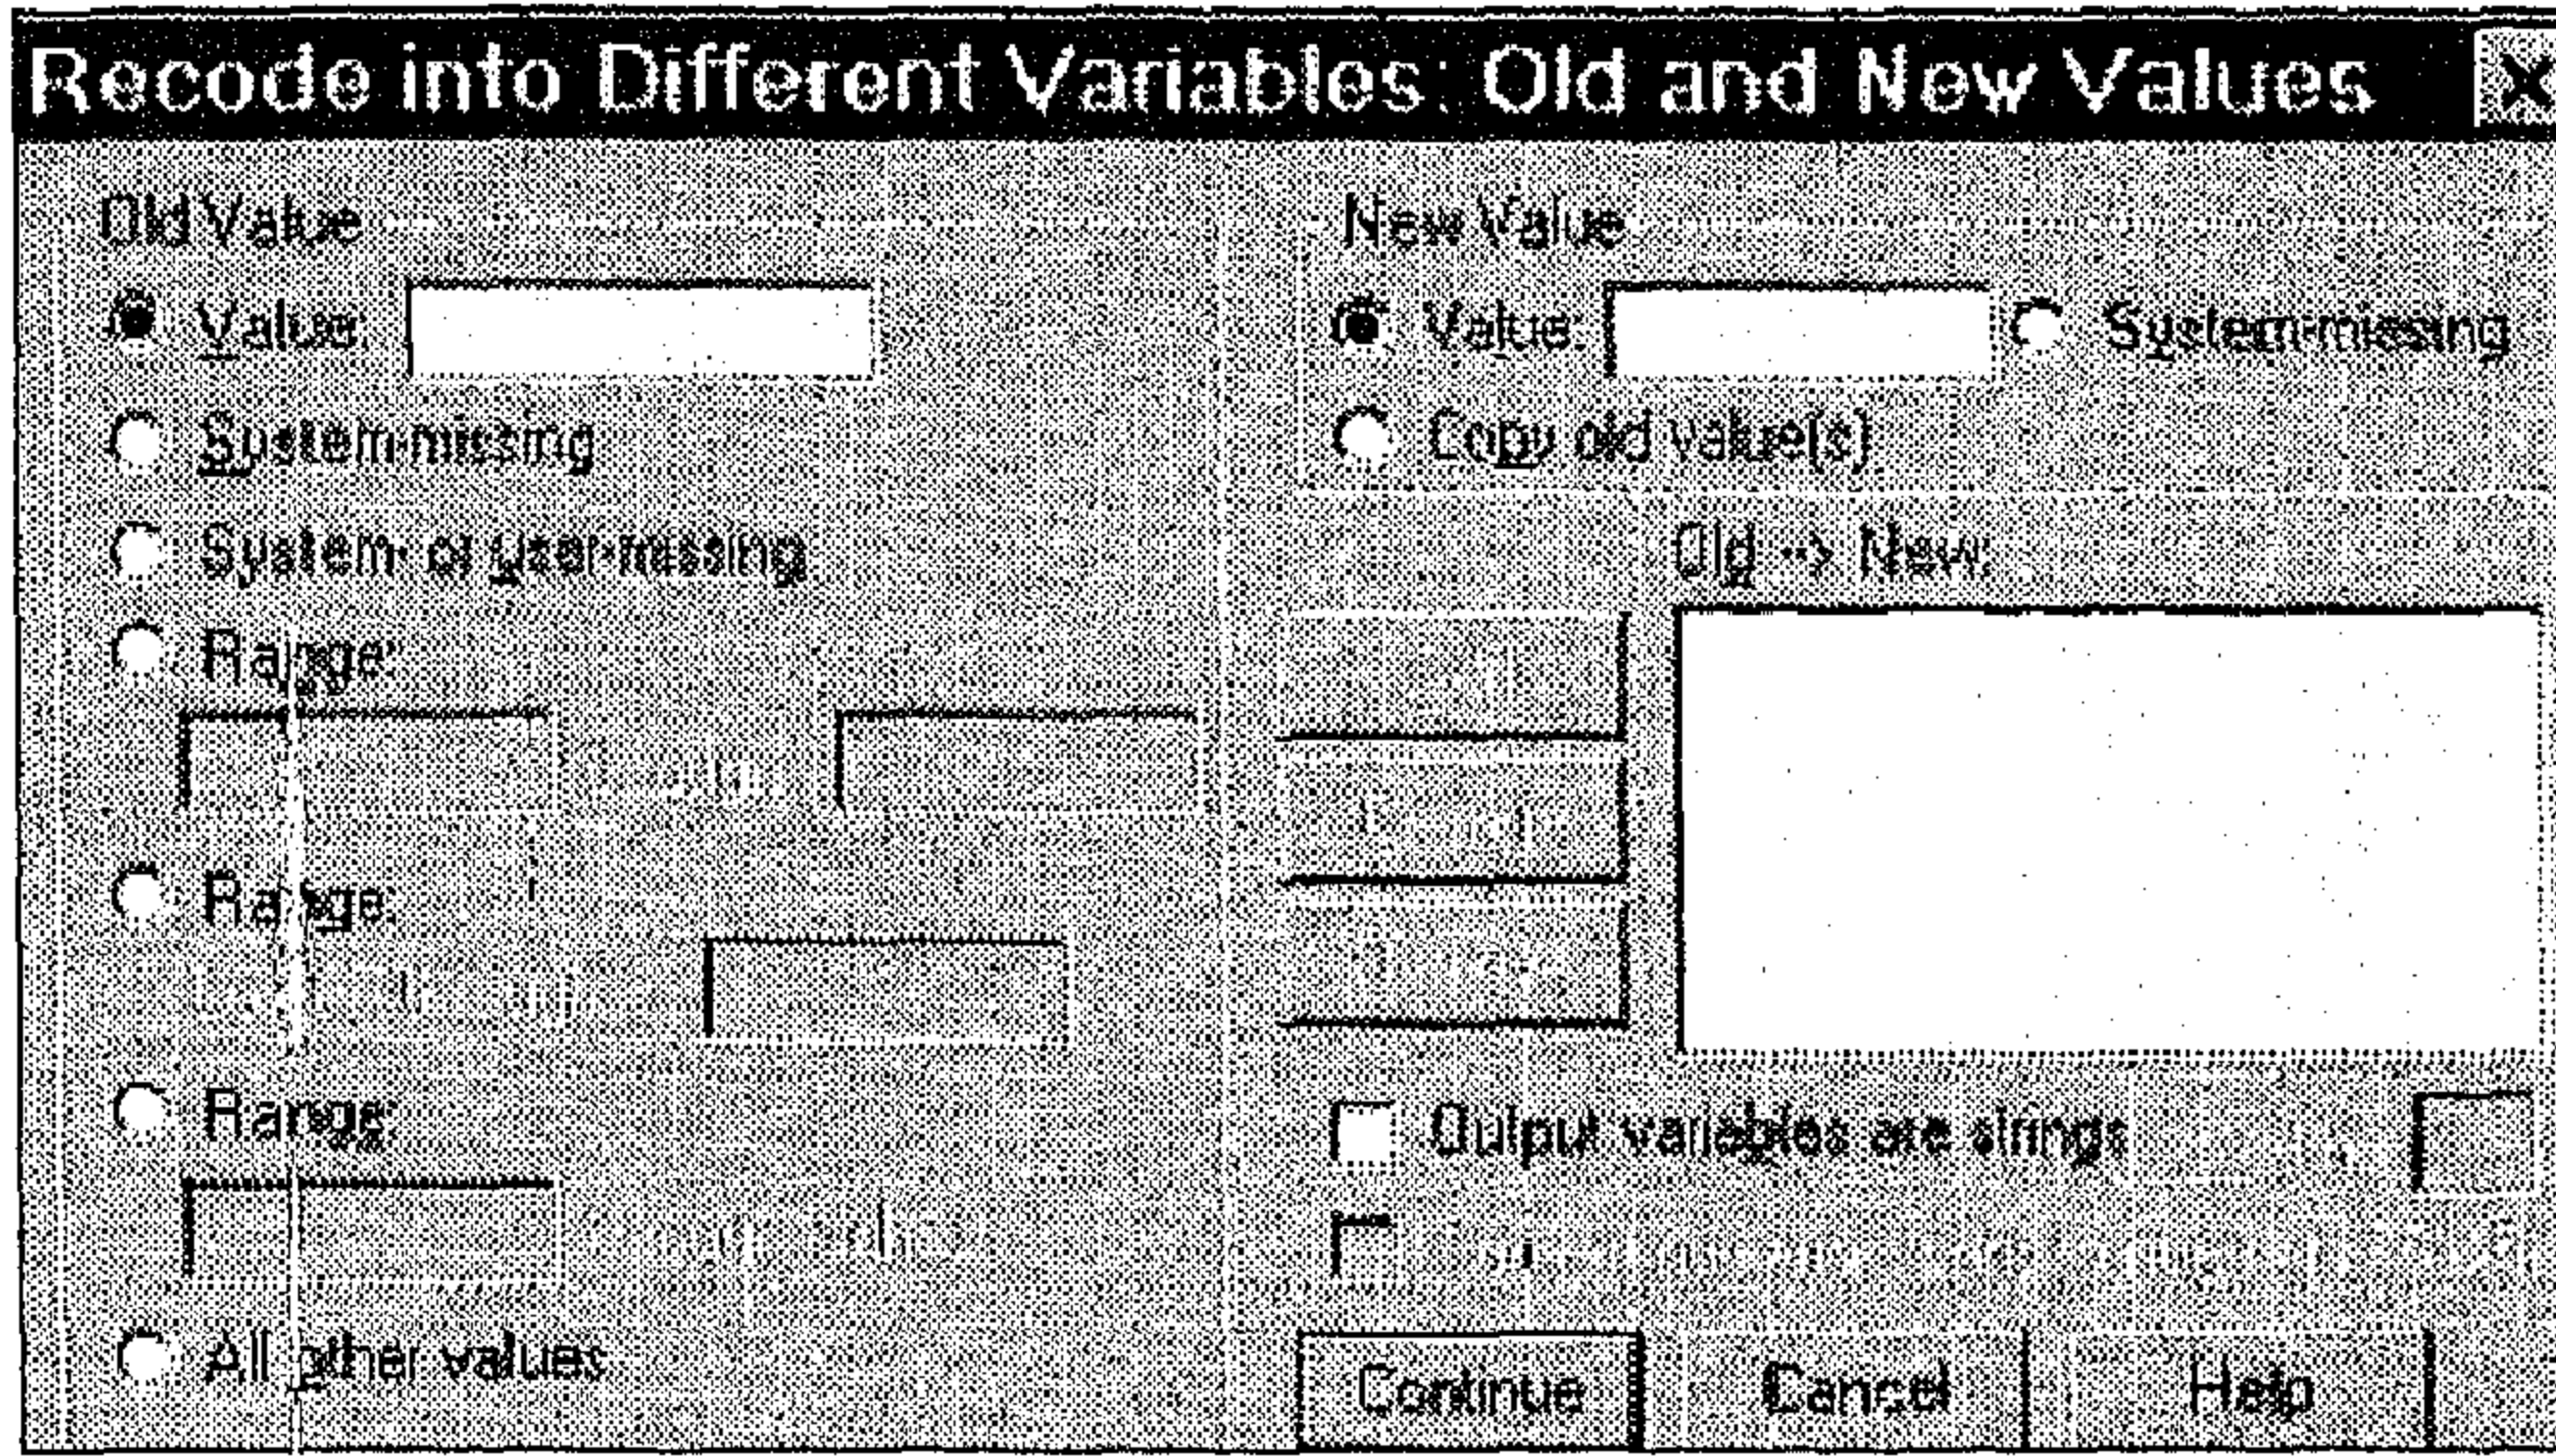 Recode into Different Variables: Old and New Values
Old Value
Value:
System-missing
System- or user-missing
Range:
Range:
Range:
All other values
New Value
Value:
System-missing
Copy old value(s)
Old --> New:
Output variables are strings
Continue
Cancel
Help